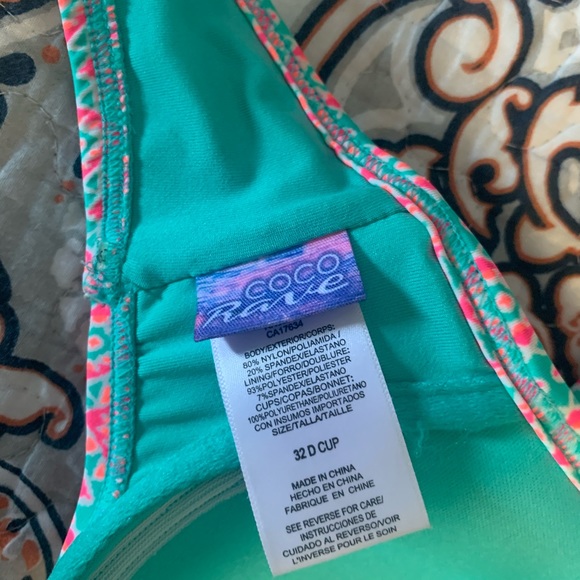 COCO
Rave
CA17634
BODY/EXTERIOR/CORPS:
80% NYLON/POLIAMIDA/
20% SPANDEX/ELASTANO
LINING/FORRO/DOUBLURE:
93%POLYESTER/POLIESTER
7%SPANDEX/ELASTANO
CUPS/COPAS/BONNET:
100%POLYURETHANE/POLIURETANO
CON INSUMOS IMPORTADOS
SIZE/TALLA/TAILLE
32 D CUP
MADE IN CHINA
HECHO EN CHINA
FABRIQUE EN CHINE
SEE REVERSE FOR CARE/
INSTRUCCIONES DE
CUIDADO AL REVERSO/VOIR
L'INVERSE POUR LE SOIN